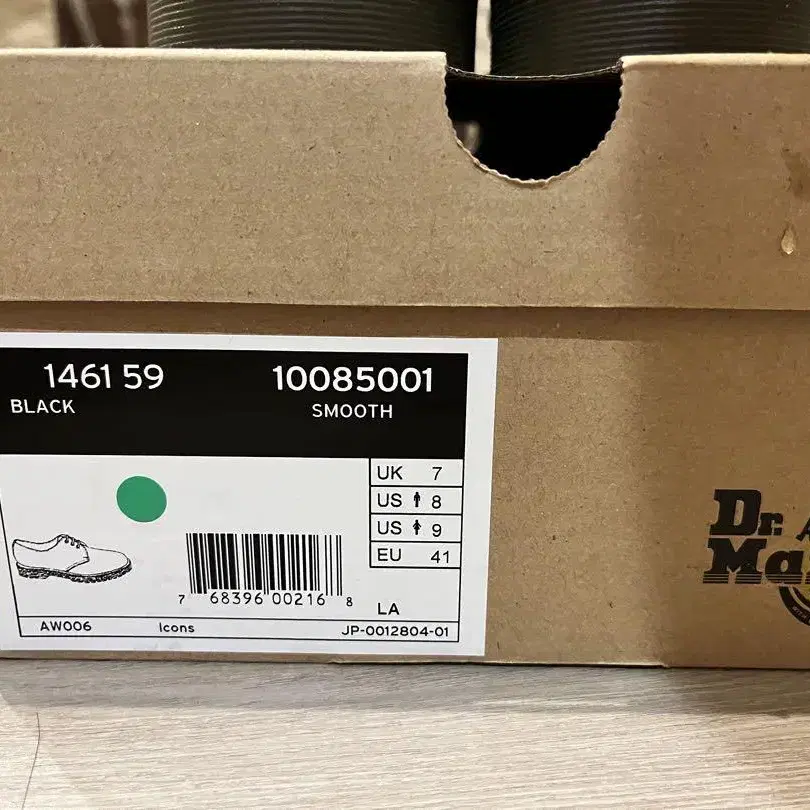 1461 59
10085001
BLACK
SMOOTH
UK 7
US 8
US 9
EU 41
7 68396 00216 8
LA
AW006 Icons JP-0012804-01
Dr.